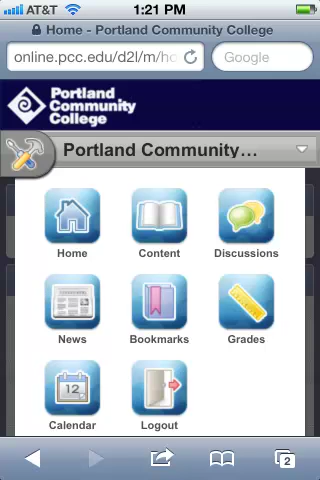 AT&T 1:21 PM
Home - Portland Community College
online.pcc.edu/d2l/m/ho
Google
Portland
Community
College
Portland Community...
Home Content Discussions
News Bookmarks Grades
12
Calendar Logout
2